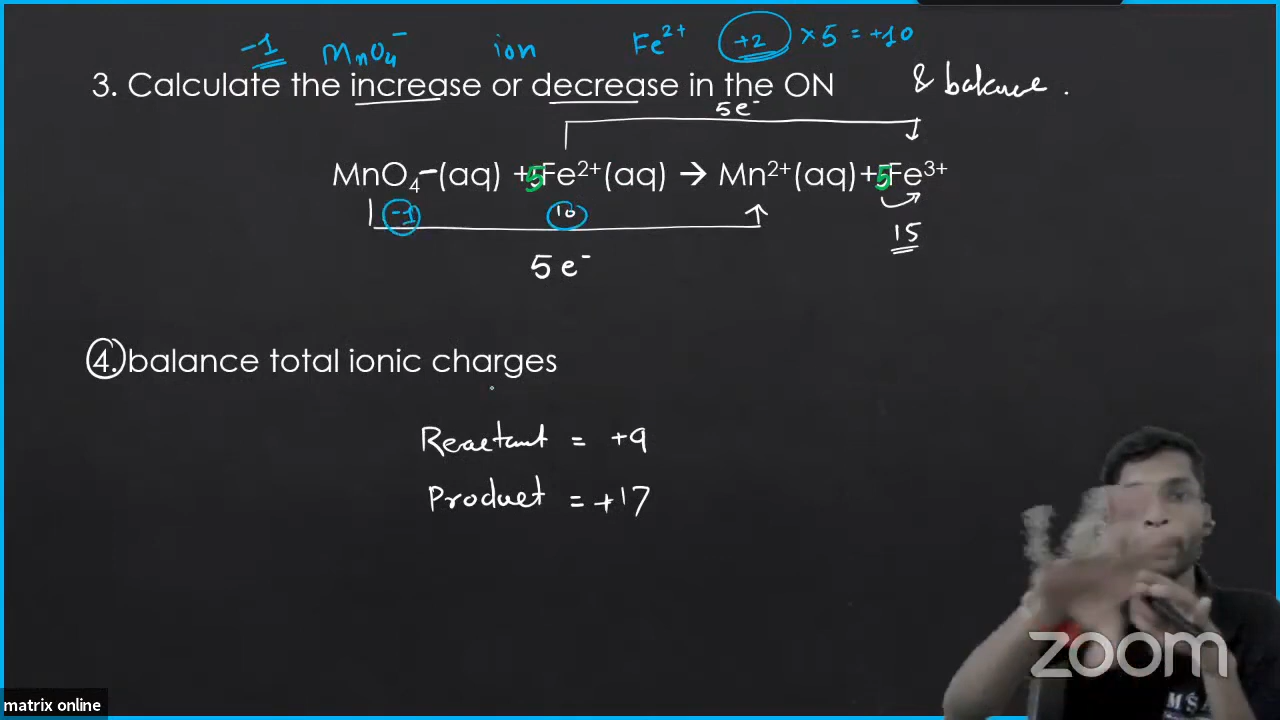 -1 MnO₄⁻ ion Fe²⁺ +2 ×5 = +10
3. Calculate the increase or decrease in the ON & balance.
5e⁻
MnO₄−(aq) +5Fe²⁺(aq) → Mn²⁺(aq)+5Fe³⁺
-1 10
15
5e⁻
4. balance total ionic charges
Reactant = +9
Product = +17
zoom
M S
matrix online